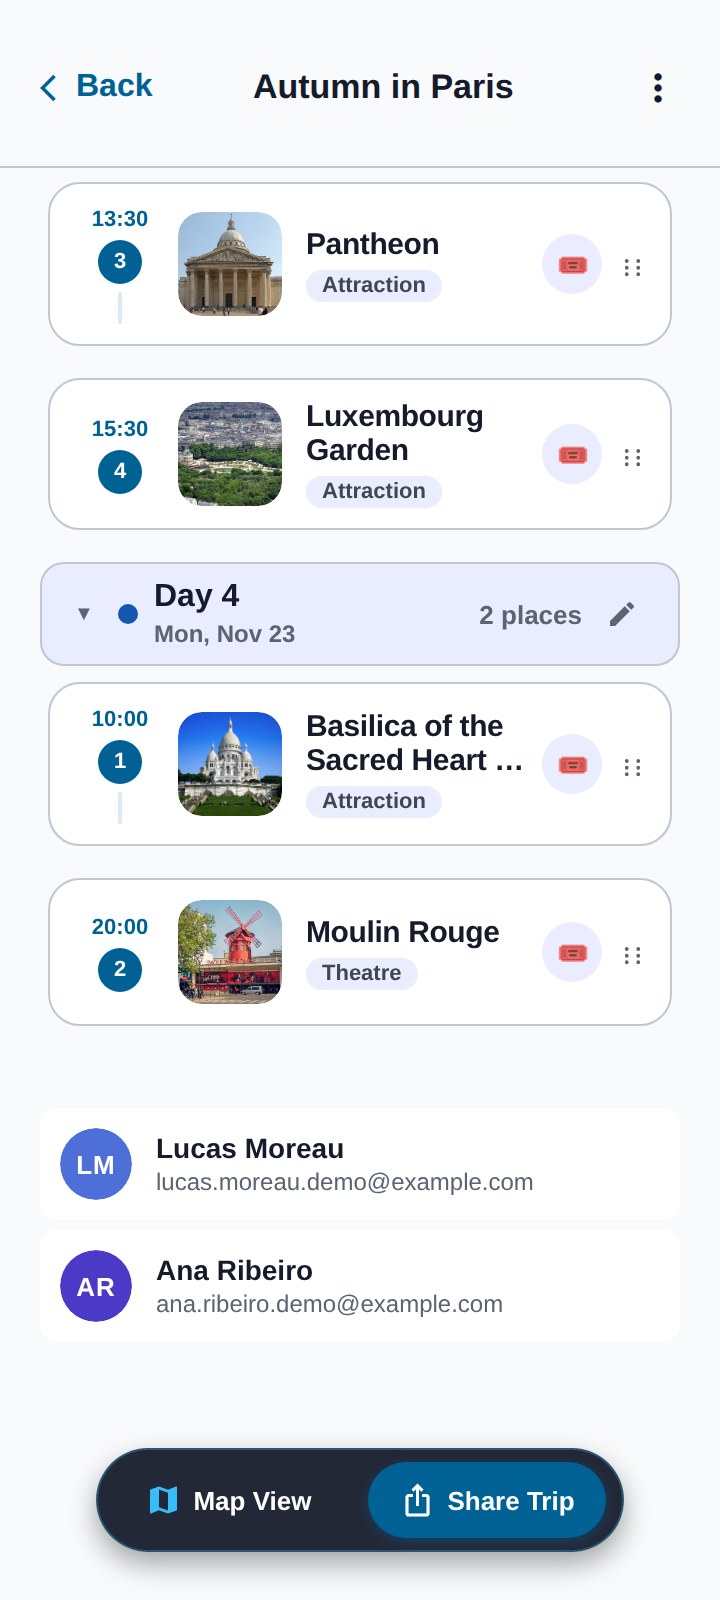 Back
Autumn in Paris
13:30
3
Pantheon
Attraction
15:30
4
Luxembourg
Garden
Attraction
Day 4
Mon, Nov 23
2 places
10:00
1
Basilica of the
Sacred Heart …
Attraction
20:00
2
Moulin Rouge
Theatre
LM
Lucas Moreau
lucas.moreau.demo@example.com
AR
Ana Ribeiro
ana.ribeiro.demo@example.com
Map View
Share Trip